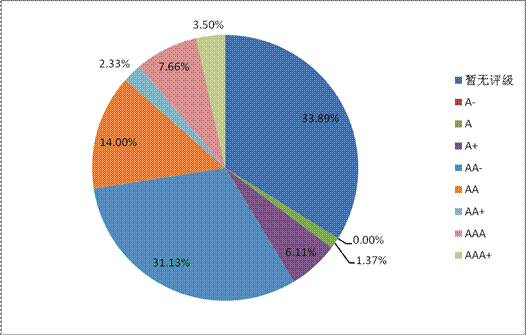 3.50%
2.33%
7.66%
33.89%
14.00%
0.00%
1.37%
6.11%
31.13%
暂无评级
A-
A
A+
AA-
AA
AA+
AAA
AAA+